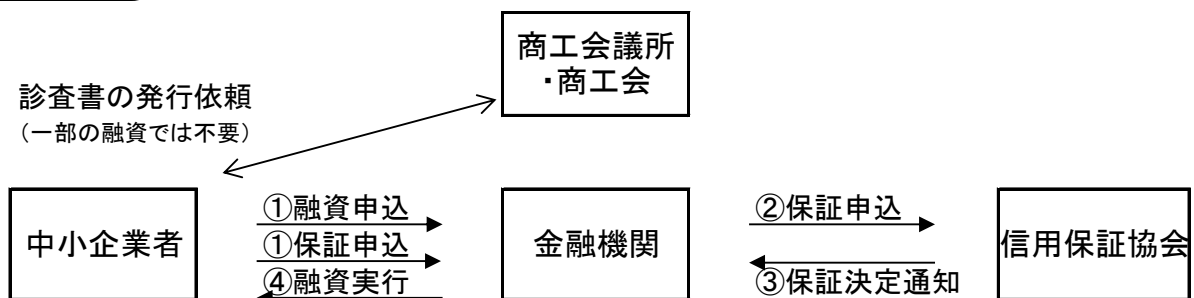 商工会議所
・商工会
診査書の発行依頼
（一部の融資では不要）
中小企業者
①融資申込
①保証申込
④融資実行
金融機関
②保証申込
③保証決定通知
信用保証協会